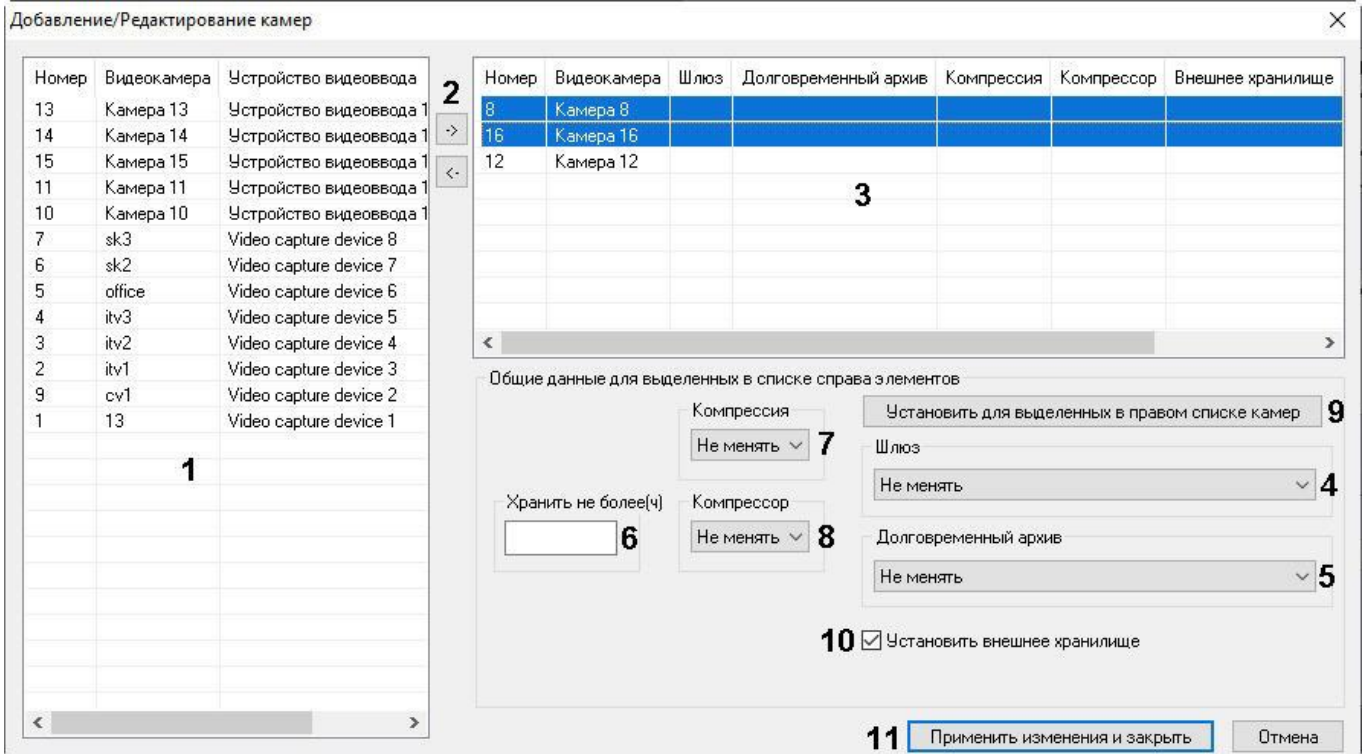 Добавление/Редактирование камер
Номер Видеокамера Устройство видеоввода
13 Камера 13 Устройство видеоввода 1
14 Камера 14 Устройство видеоввода 1
15 Камера 15 Устройство видеоввода 1
11 Камера 11 Устройство видеоввода 1
10 Камера 10 Устройство видеоввода 1
7 sk3 Video capture device 8
6 sk2 Video capture device 7
5 office Video capture device 6
4 itv3 Video capture device 5
3 itv2 Video capture device 4
2 itv1 Video capture device 3
9 cv1 Video capture device 2
1 13 Video capture device 1
1
2
->
<-
Номер Видеокамера Шлюз Долговременный архив Компрессия Компрессор Внешнее хранилище
8 Камера 8
16 Камера 16
12 Камера 12
3
Общие данные для выделенных в списке справа элементов
Компрессия
Не менять 7
Установить для выделенных в правом списке камер 9
Шлюз
Не менять 4
Хранить не более(ч)
6
Компрессор
Не менять 8
Долговременный архив
Не менять 5
10 Установить внешнее хранилище
11 Применить изменения и закрыть Отмена